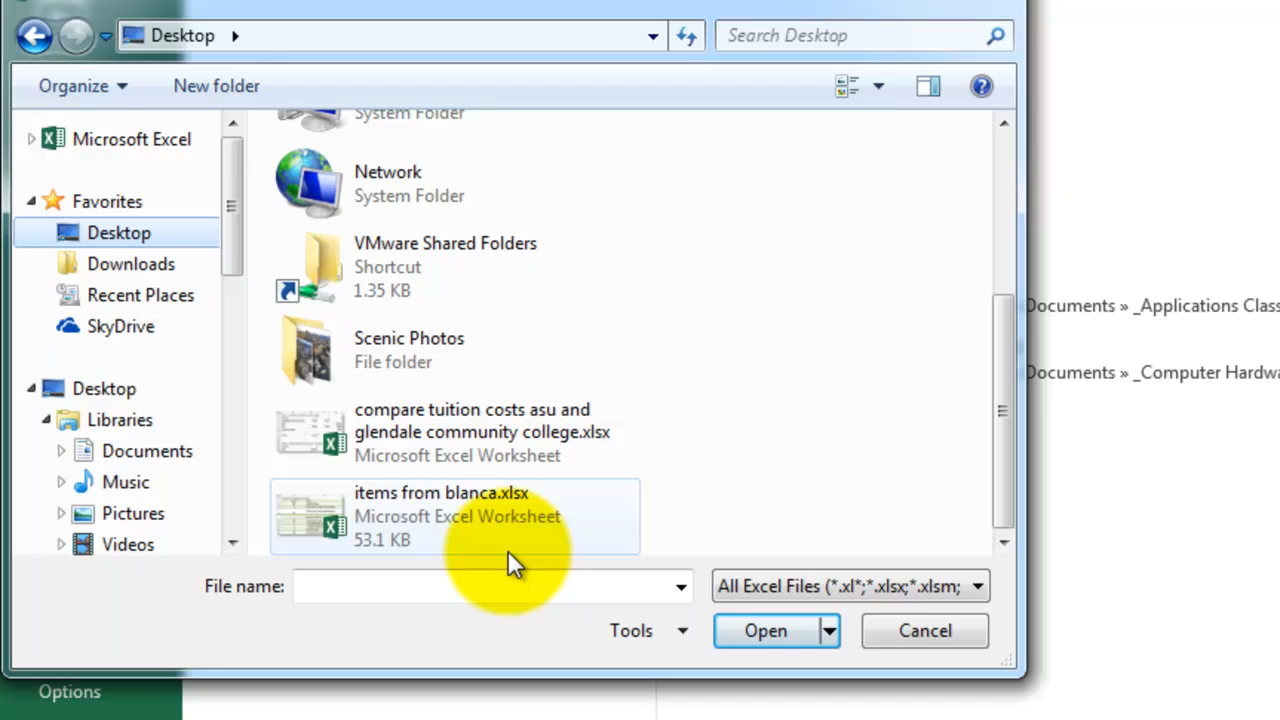 Desktop
Search Desktop
Organize
New folder
Microsoft Excel
Favorites
Desktop
Downloads
Recent Places
SkyDrive
Desktop
Libraries
Documents
Music
Pictures
Videos
System Folder
Network
System Folder
VMware Shared Folders
Shortcut
1.35 KB
Scenic Photos
File folder
compare tuition costs asu and
glendale community college.xlsx
Microsoft Excel Worksheet
items from blanca.xlsx
Microsoft Excel Worksheet
53.1 KB
File name:
All Excel Files (*.xl*;*.xlsx;*.xlsm;
Tools
Open
Cancel
Documents » _Applications Class
Documents » _Computer Hardwa
Options